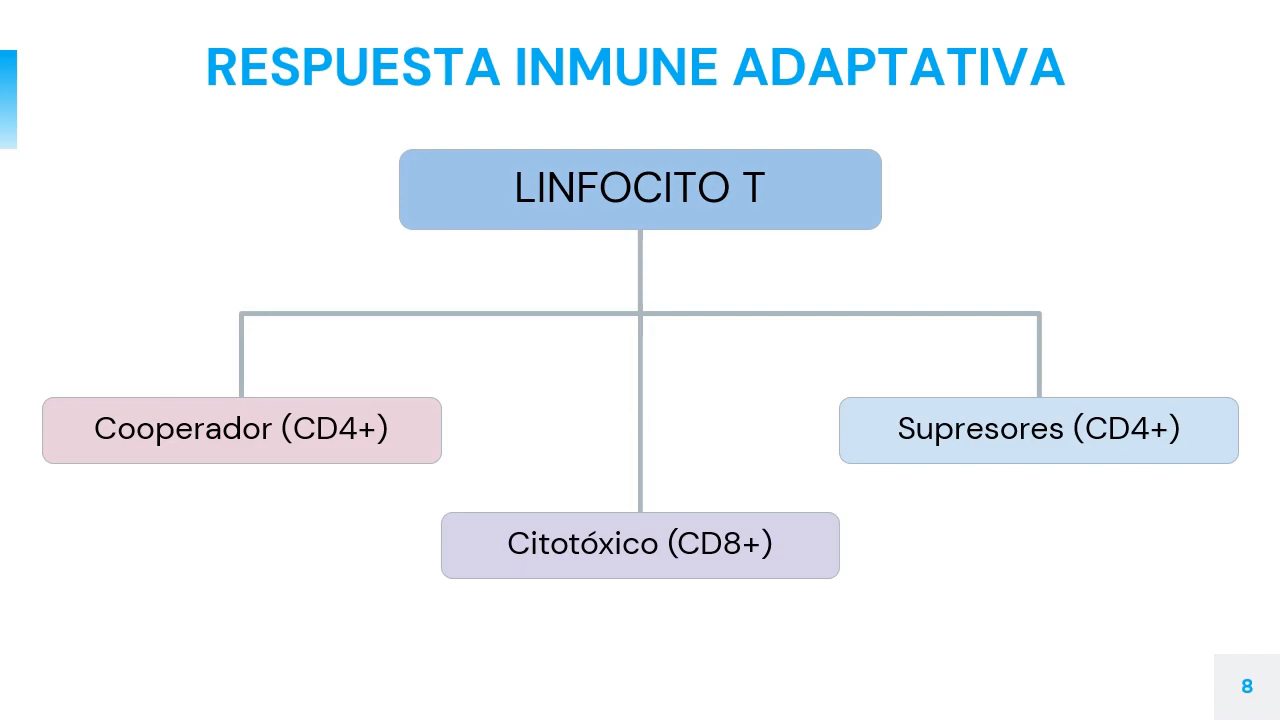 RESPUESTA INMUNE ADAPTATIVA
LINFOCITO T
Cooperador (CD4+)
Supresores (CD4+)
Citotóxico (CD8+)
8